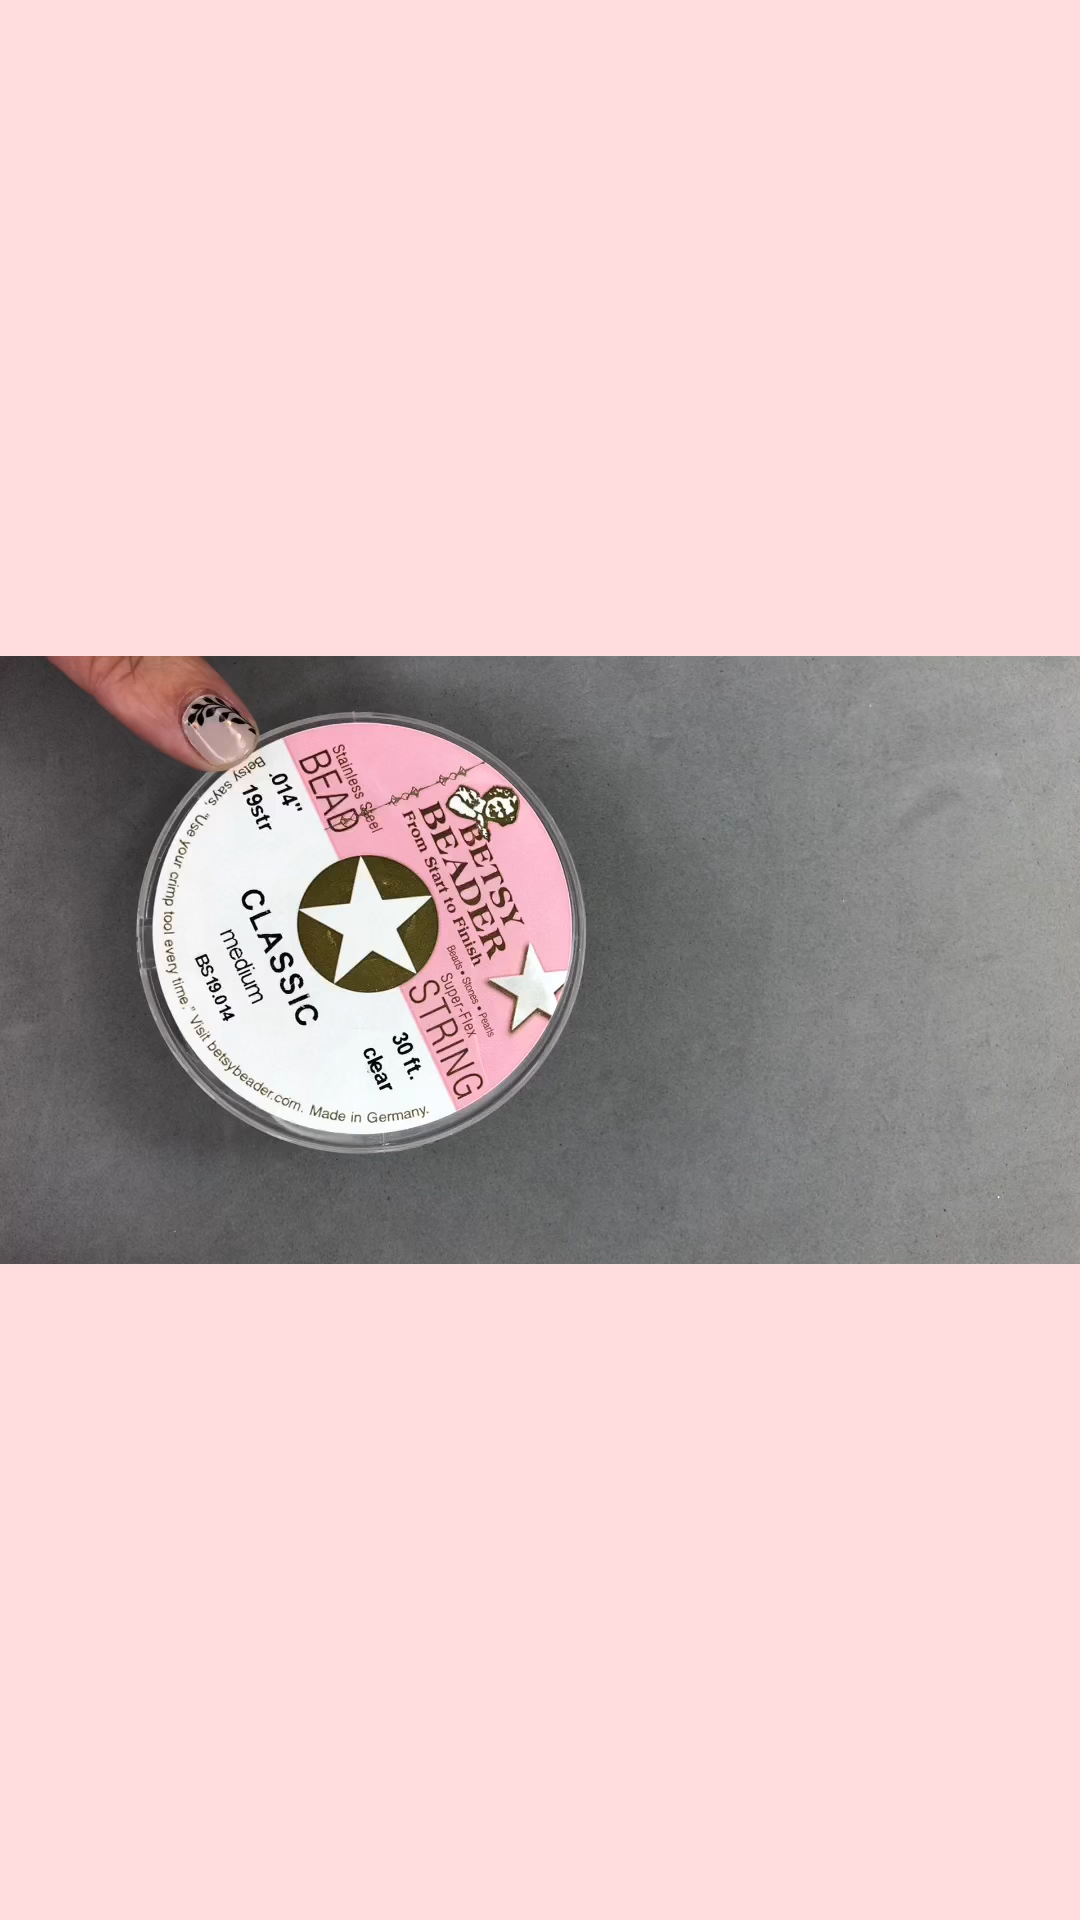 BETSY
BEADER
From Start to Finish
Beads • Stones • Pearls
Stainless Steel
Super-Flex
BEAD
STRING
.014"
19str
30 ft.
clear
CLASSIC
medium
BS19.014
Betsy says, "Use your crimp tool every time." Visit betsybeader.com. Made in Germany.